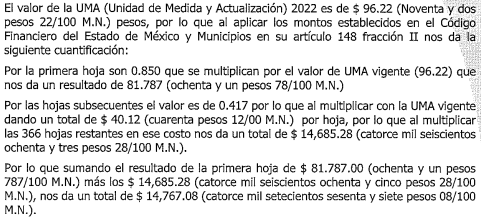 El valor de la UMA (Unidad de Medida y Actualización) 2022 es de $ 96.22 (Noventa y dos
pesos 22/100 M.N.) pesos, por lo que al aplicar los montos establecidos en el Código
Financiero del Estado de México y Municipios en su artículo 148 fracción II nos da la
siguiente cuantificación:
Por la primera hoja son 0.850 que se multiplican por el valor de UMA vigente (96.22) que
nos da un resultado de 81.787 (ochenta y un pesos 78/100 M.N.)
Por las hojas subsecuentes el valor es de 0.417 por lo que al multiplicar con la UMA vigente
dando un total de $ 40.12 (cuarenta pesos 12/00 M.N.) por hoja, por lo que al multiplicar
las 366 hojas restantes en ese costo nos da un total de $ 14,685.28 (catorce mil seiscientos
ochenta y tres pesos 28/100 M.N.).
Por lo que sumando el resultado de la primera hoja de $ 81.787.00 (ochenta y un pesos
787/100 M.N.) más los $ 14,685.28 (catorce mil seiscientos ochenta y cinco pesos 28/100
M.N.), nos da un total de $ 14,767.08 (catorce mil setecientos sesenta y siete pesos 08/100
M.N.).